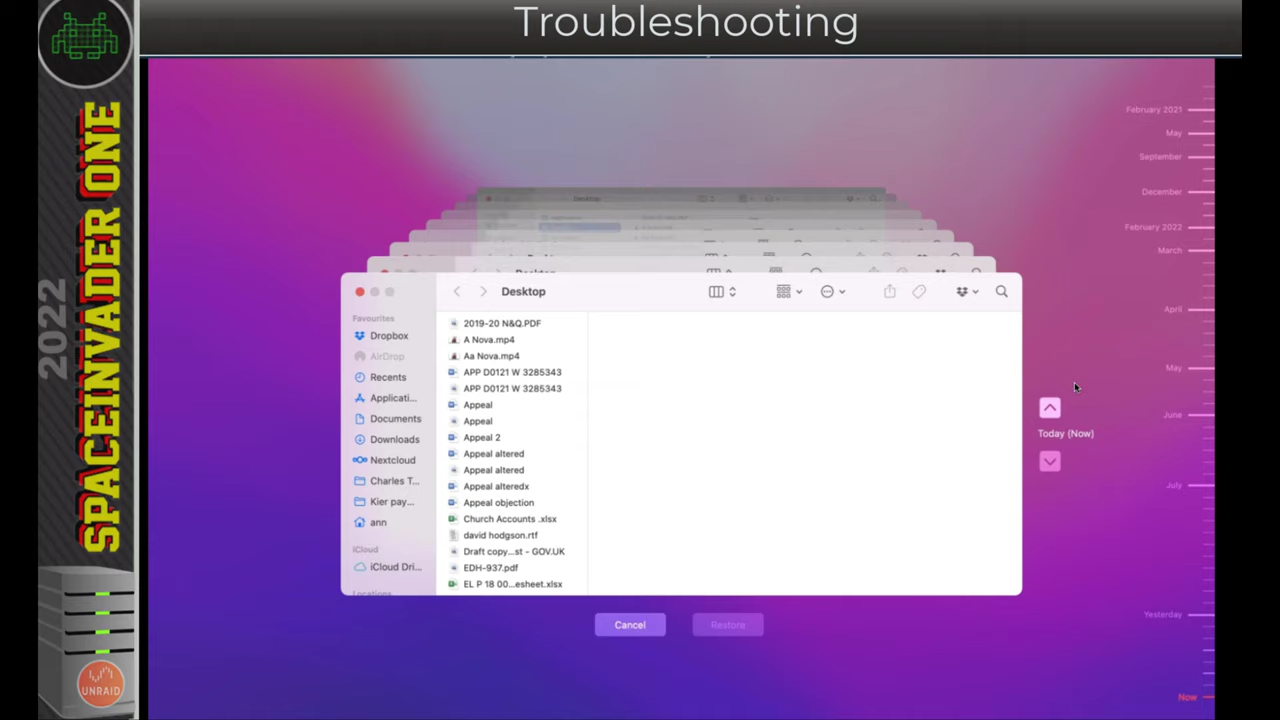 Troubleshooting
SPACEINVADER ONE
2022
UNRAID
February 2021
May
September
December
February 2022
March
April
May
June
July
Yesterday
Now
Desktop
Desktop
Desktop
Favourites
Dropbox
AirDrop
Recents
Applicati...
Documents
Downloads
Nextcloud
Charles T...
Kier pay...
ann
iCloud
iCloud Dri...
Locations
2019-20 N&Q.PDF
A Nova.mp4
Aa Nova.mp4
APP D0121 W 3285343
APP D0121 W 3285343
Appeal
Appeal
Appeal 2
Appeal altered
Appeal altered
Appeal alteredx
Appeal objection
Church Accounts .xlsx
david hodgson.rtf
Draft copy...st - GOV.UK
EDH-937.pdf
EL P 18 00...esheet.xlsx
Today (Now)
Cancel
Restore